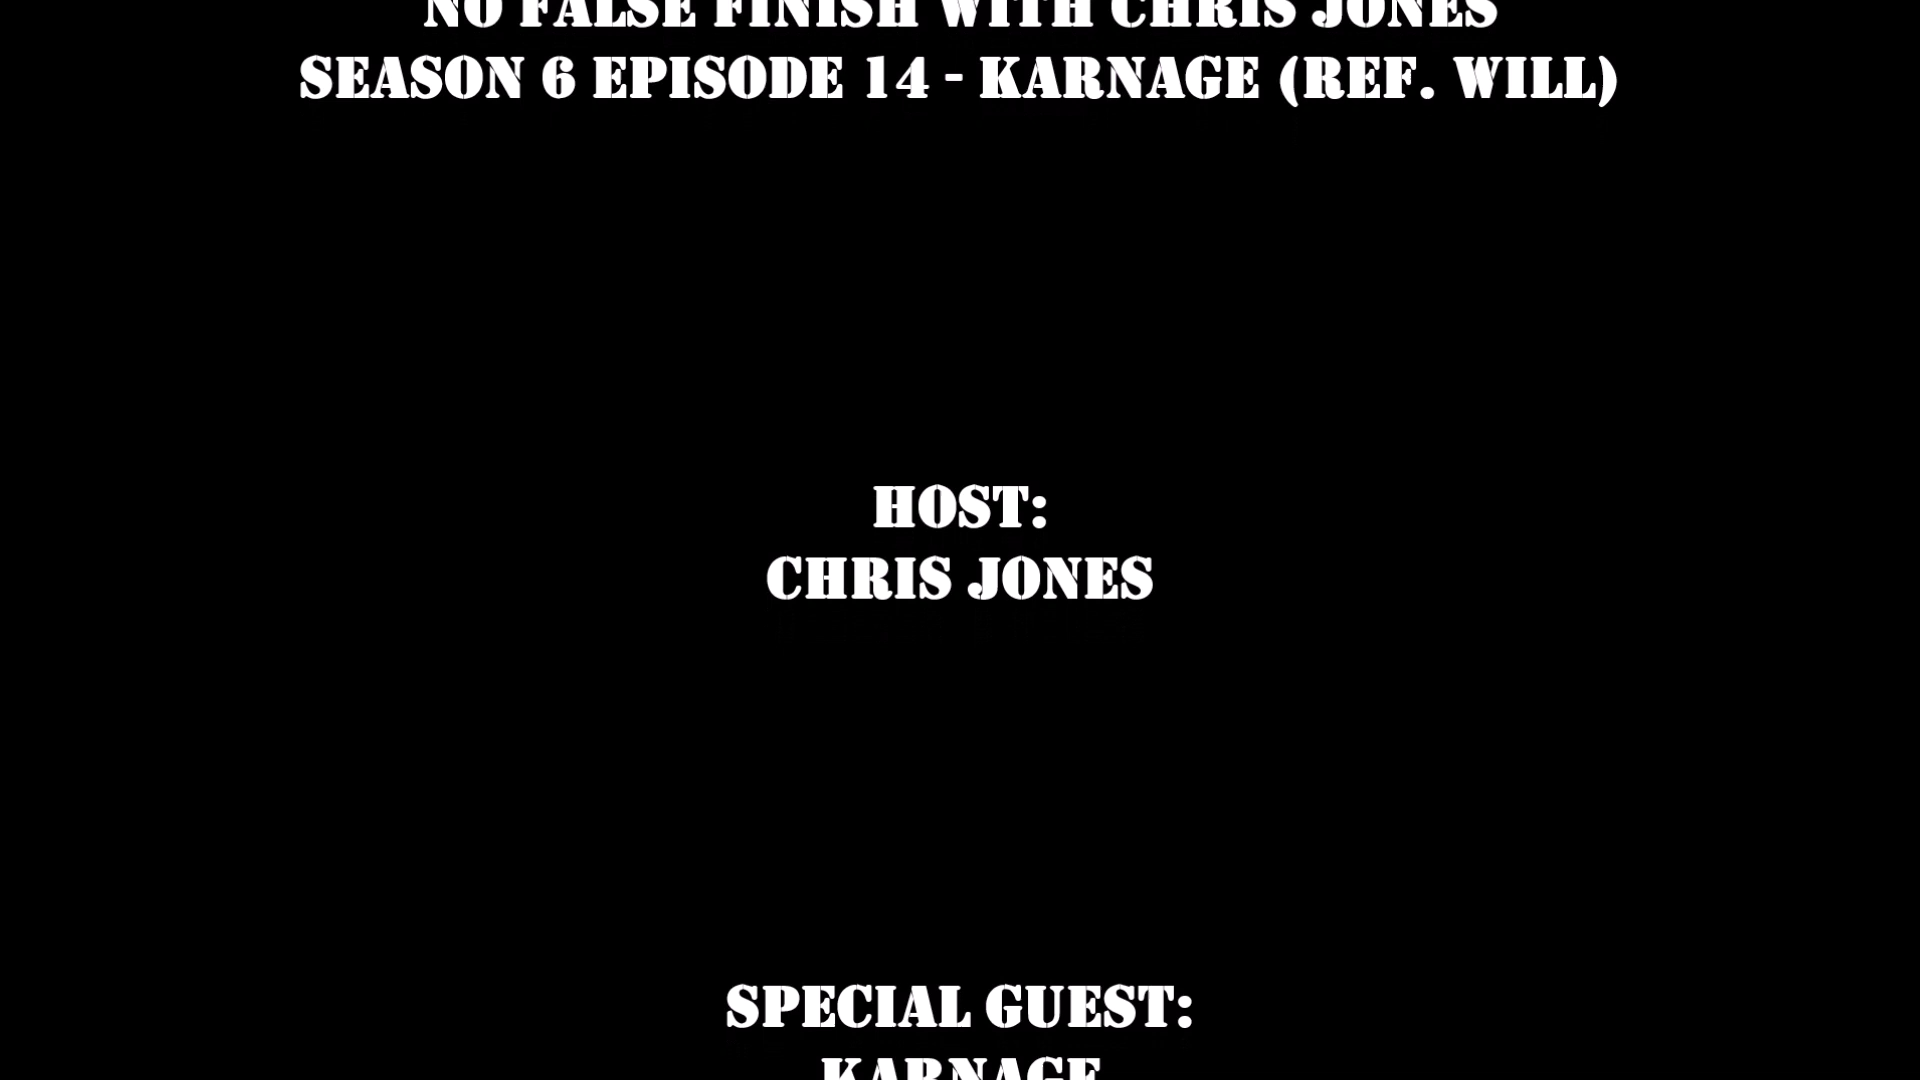 NO FALSE FINISH WITH CHRIS JONES
SEASON 6 EPISODE 14 - KARNAGE (REF. WILL)
HOST:
CHRIS JONES
SPECIAL GUEST:
KARNAGE